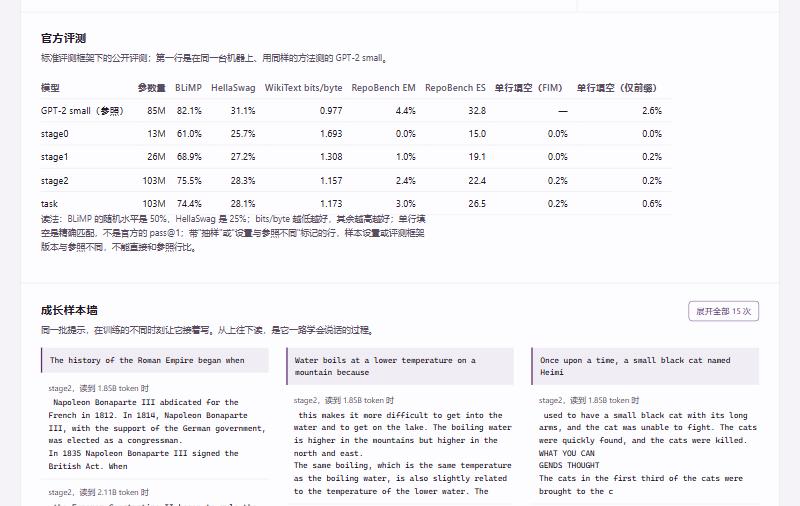 官方评测
标准评测框架下的公开评测；第一行是在同一台机器上、用同样的方法测的 GPT-2 small。
模型 参数量 BLiMP HellaSwag WikiText bits/byte RepoBench EM RepoBench ES 单行填空（FIM） 单行填空（仅前缀）
GPT-2 small（参照） 85M 82.1% 31.1% 0.977 4.4% 32.8 — 2.6%
stage0 13M 61.0% 25.7% 1.693 0.0% 15.0 0.0% 0.0%
stage1 26M 68.9% 27.2% 1.308 1.0% 19.1 0.0% 0.2%
stage2 103M 75.5% 28.3% 1.157 2.4% 22.4 0.2% 0.2%
task 103M 74.4% 28.1% 1.173 3.0% 26.5 0.2% 0.6%
读法：BLiMP 的随机水平是 50%，HellaSwag 是 25%；bits/byte 越低越好，其余越高越好；单行填
空是精确匹配，不是官方的 pass@1；带"抽样"或"设置与参照不同"标记的行，样本设置或评测框架
版本与参照不同，不能直接和参照行比。
成长样本墙
展开全部 15 次
同一批提示，在训练的不同时刻让它接着写。从上往下读，是它一路学会说话的过程。
The history of the Roman Empire began when
stage2，读到 1.85B token 时
Napoleon Bonaparte III abdicated for the
French in 1812. In 1814, Napoleon Bonaparte
III, with the support of the German government,
was elected as a congressman.
In 1835 Napoleon Bonaparte III signed the
British Act. When
stage2，读到 2.11B token 时
Water boils at a lower temperature on a
mountain because
stage2，读到 1.85B token 时
this makes it more difficult to get into the
water and to get on the lake. The boiling water
is higher in the mountains but higher in the
north and east.
The same boiling, which is the same temperature
as the boiling water, is also slightly related
to the temperature of the lower water. The
Once upon a time, a small black cat named
Heimi
stage2，读到 1.85B token 时
used to have a small black cat with its long
arms, and the cat was unable to fight. The cats
were quickly found, and the cats were killed.
WHAT YOU CAN
GENDS THOUGHT
The cats in the first third of the cats were
brought to the c